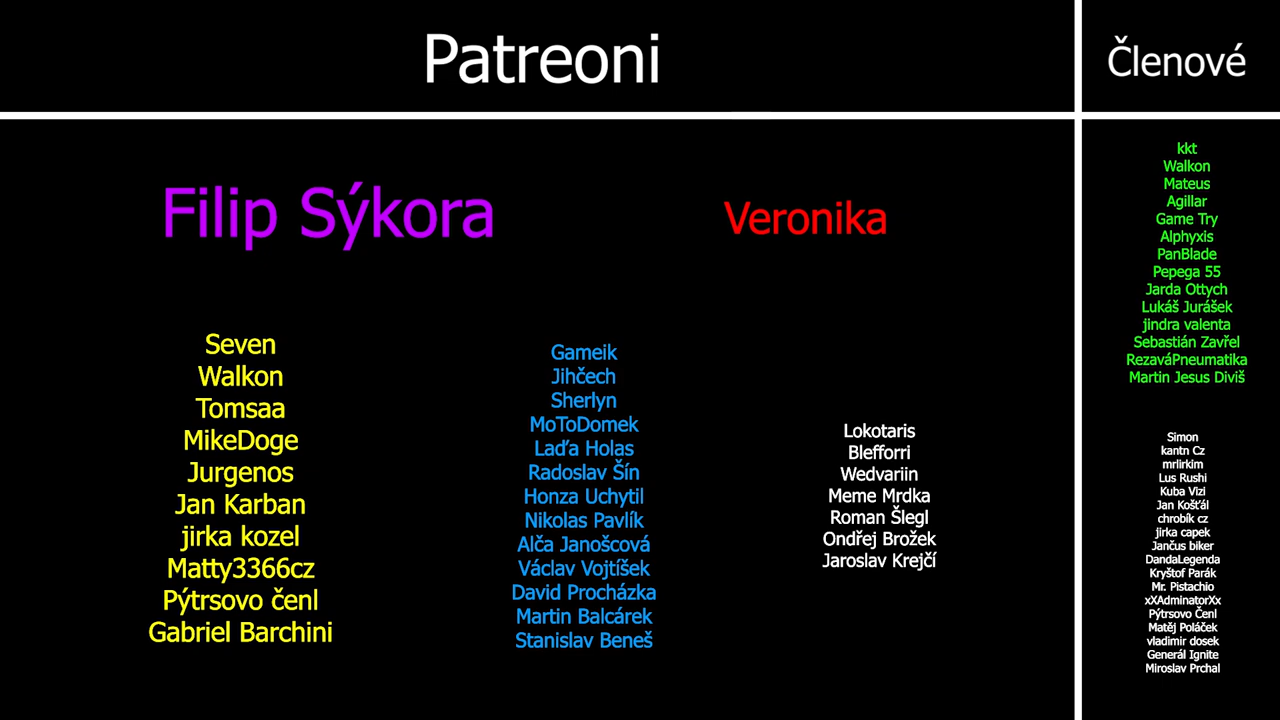 Patreoni
Členové
Filip Sýkora
Veronika
Seven
Walkon
Tomsaa
MikeDoge
Jurgenos
Jan Karban
jirka kozel
Matty3366cz
Pýtrsovo čenl
Gabriel Barchini
Gameik
Jihčech
Sherlyn
MoToDomek
Laďa Holas
Radoslav Šín
Honza Uchytil
Nikolas Pavlík
Alča Janošcová
Václav Vojtíšek
David Procházka
Martin Balcárek
Stanislav Beneš
Lokotaris
Blefforri
Wedvariin
Meme Mrdka
Roman Šlegl
Ondřej Brožek
Jaroslav Krejčí
kkt
Walkon
Mateus
Agillar
Game Try
Alphyxis
PanBlade
Pepega 55
Jarda Ottych
Lukáš Jurášek
jindra valenta
Sebastián Zavřel
RezaváPneumatika
Martin Jesus Diviš
Simon
kantn Cz
mrlirkim
Lus Rushi
Kuba Vizi
Jan Košťál
chrobík cz
jirka capek
Jančus biker
DandaLegenda
Kryštof Parák
Mr. Pistachio
xXAdminatorXx
Pýtrsovo Čenl
Matěj Poláček
vladimir dosek
Generál Ignite
Miroslav Prchal